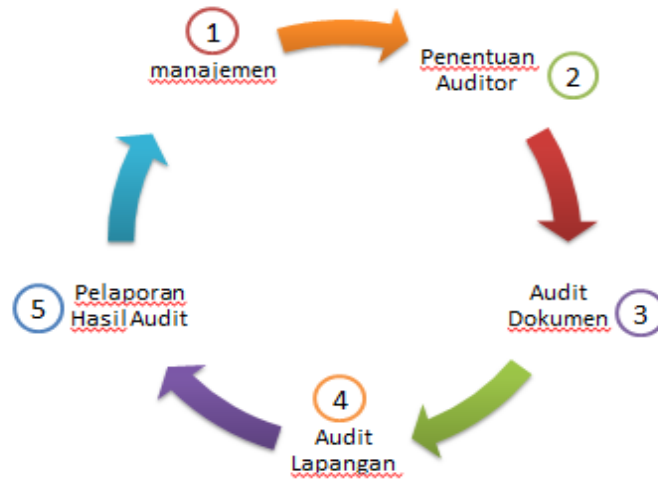 1
manajemen
Penentuan
Auditor
2
Audit
Dokumen
3
4
Audit
Lapangan
5
Pelaporan
Hasil Audit